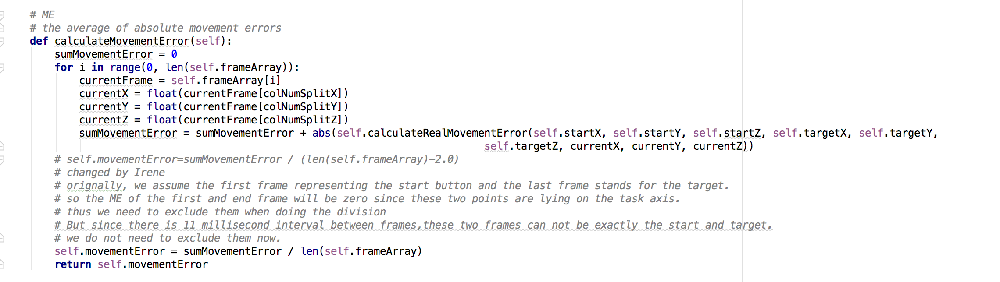 # ME
# the average of absolute movement errors
def calculateMovementError(self):
sumMovementError = 0
for i in range(0, len(self.frameArray)):
currentFrame = self.frameArray[i]
currentX = float(currentFrame[colNumSplitX])
currentY = float(currentFrame[colNumSplitY])
currentZ = float(currentFrame[colNumSplitZ])
sumMovementError = sumMovementError + abs(self.calculateRealMovementError(self.startX, self.startY, self.startZ, self.targetX, self.targetY,
self.targetZ, currentX, currentY, currentZ))
# self.movementError=sumMovementError / (len(self.frameArray)-2.0)
# changed by Irene
# orignally, we assume the first frame representing the start button and the last frame stands for the target.
# so the ME of the first and end frame will be zero since these two points are lying on the task axis.
# thus we need to exclude them when doing the division
# But since there is 11 millisecond interval between frames,these two frames can not be exactly the start and target.
# we do not need to exclude them now.
self.movementError = sumMovementError / len(self.frameArray)
return self.movementError